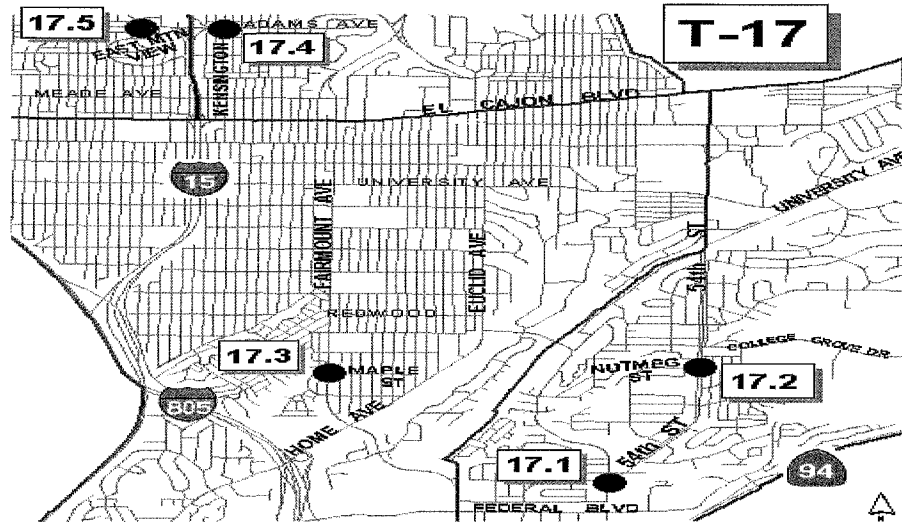 17.5
ADAMS AVE
T-17
EAST MTN
VIEW
KENSINGTON
17.4
MEADE AVE
EL CAJON BLVD
15
UNIVERSITY AVE
UNIVERSITY AVE
FAIRMOUNT AVE
EUCLID AVE
54th ST
REDWOOD
17.3
MAPLE
ST
COLLEGE GROVE DR
NUTMEG
ST
17.2
805
HOME AVE
54th ST
17.1
94
FEDERAL BLVD
N